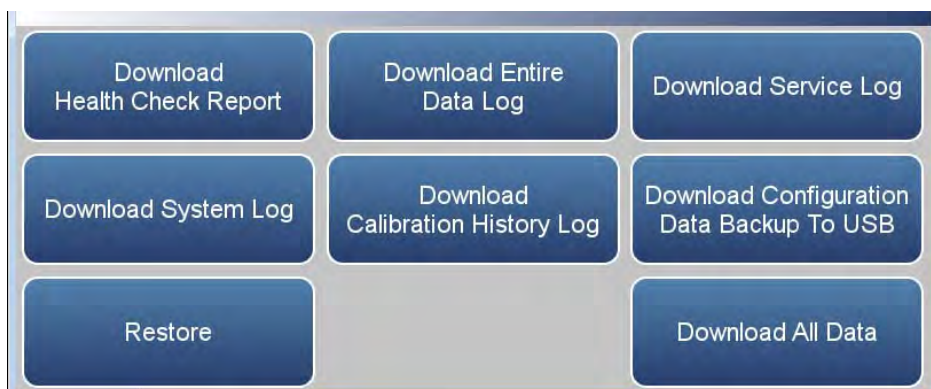 Download
Health Check Report
Download Entire
Data Log
Download Service Log
Download System Log
Download
Calibration History Log
Download Configuration
Data Backup To USB
Restore
Download All Data